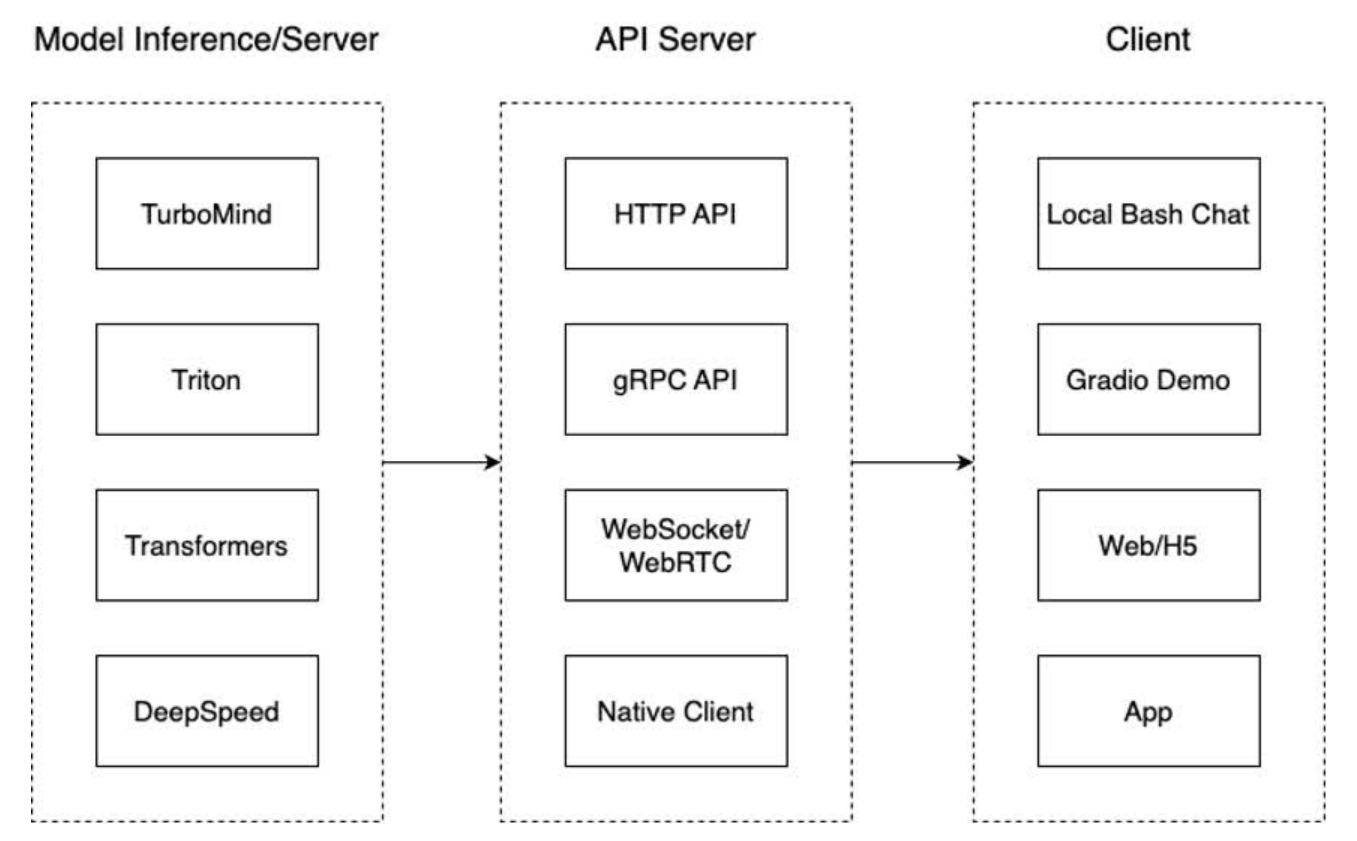 Model Inference/Server
API Server
Client
TurboMind
HTTP API
Local Bash Chat
Triton
gRPC API
Gradio Demo
Transformers
WebSocket/
WebRTC
Web/H5
DeepSpeed
Native Client
App